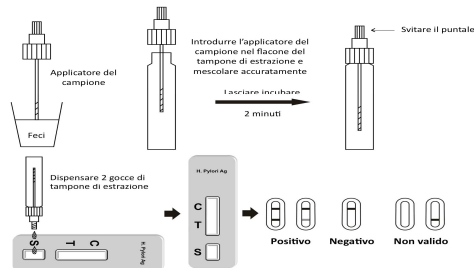 Svitare il puntale
Introdurre l'applicatore del
campione nel flacone del
tampone di estrazione e
mescolare accuratamente
Applicatore del
campione
Lasciare incubare
2 minuti
Feci
Dispensare 2 gocce di
tampone di estrazione
S
T
C
H. Pylori Ag
H. Pylori Ag
C
T
S
Positivo
Negativo
Non valido